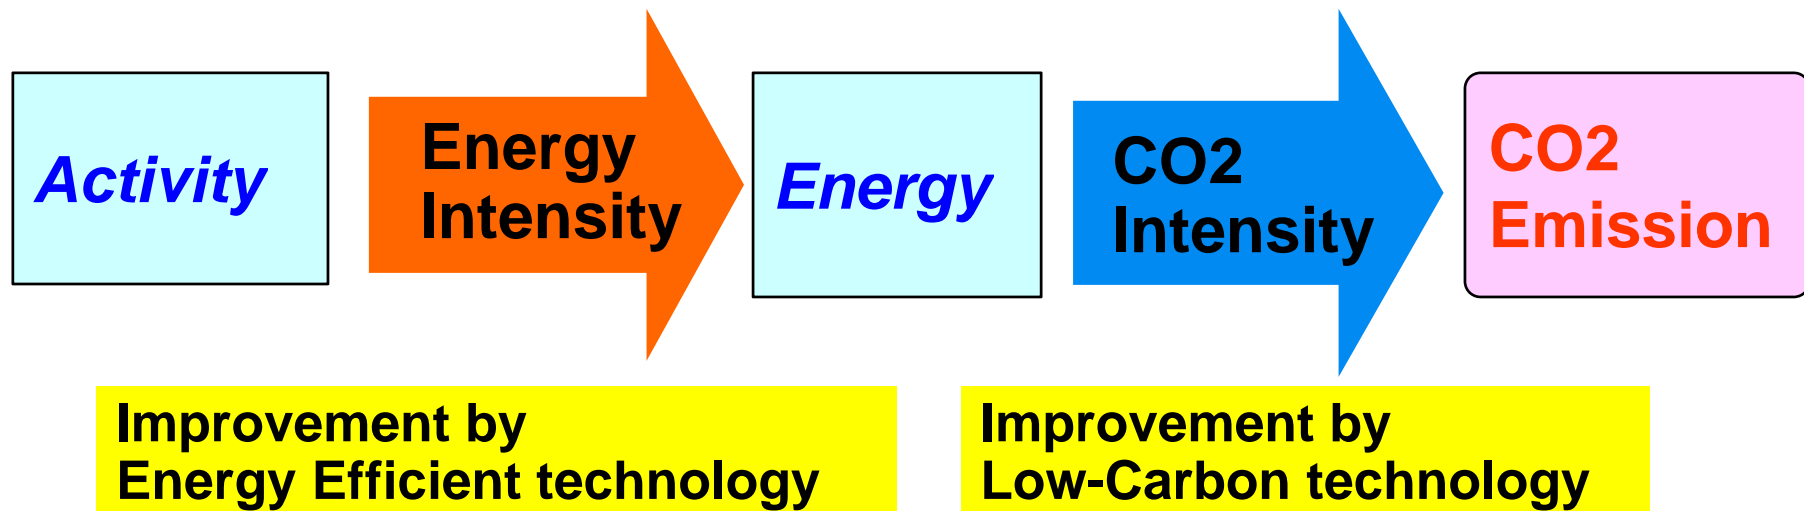 Activity
Energy
Intensity
Energy
CO2
Intensity
CO2
Emission
Improvement by
Energy Efficient technology
Improvement by
Low-Carbon technology